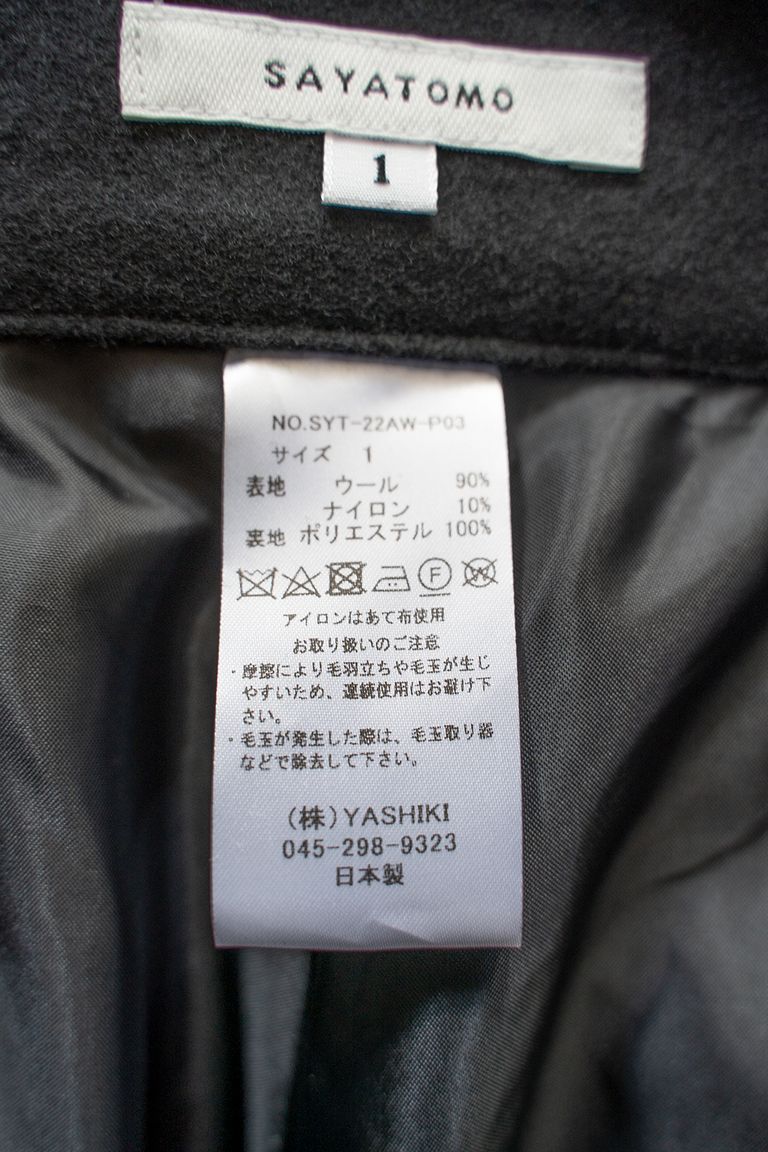 SAYATOMO
1
NO.SYT-22AW-P03
サイズ 1
表地 ウール 90%
ナイロン 10%
裏地 ポリエステル 100%
F W
アイロンはあて布使用
お取り扱いのご注意
・摩擦により毛羽立ちや毛玉が生じ
やすいため、連続使用はお避け下
さい。
・毛玉が発生した際は、毛玉取り器
などで除去して下さい。
(株)YASHIKI
045-298-9323
日本製